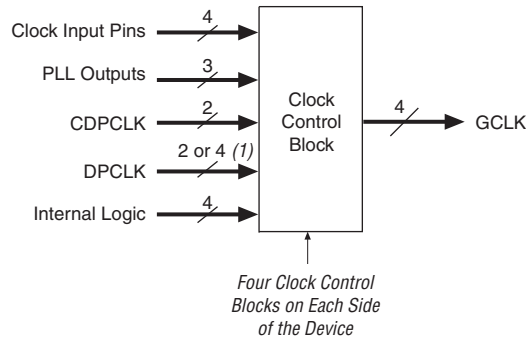 Clock Input Pins
4
PLL Outputs
3
CDPCLK
2
DPCLK
2 or 4 (1)
Internal Logic
4
Clock
Control
Block
4
GCLK
Four Clock Control
Blocks on Each Side
of the Device